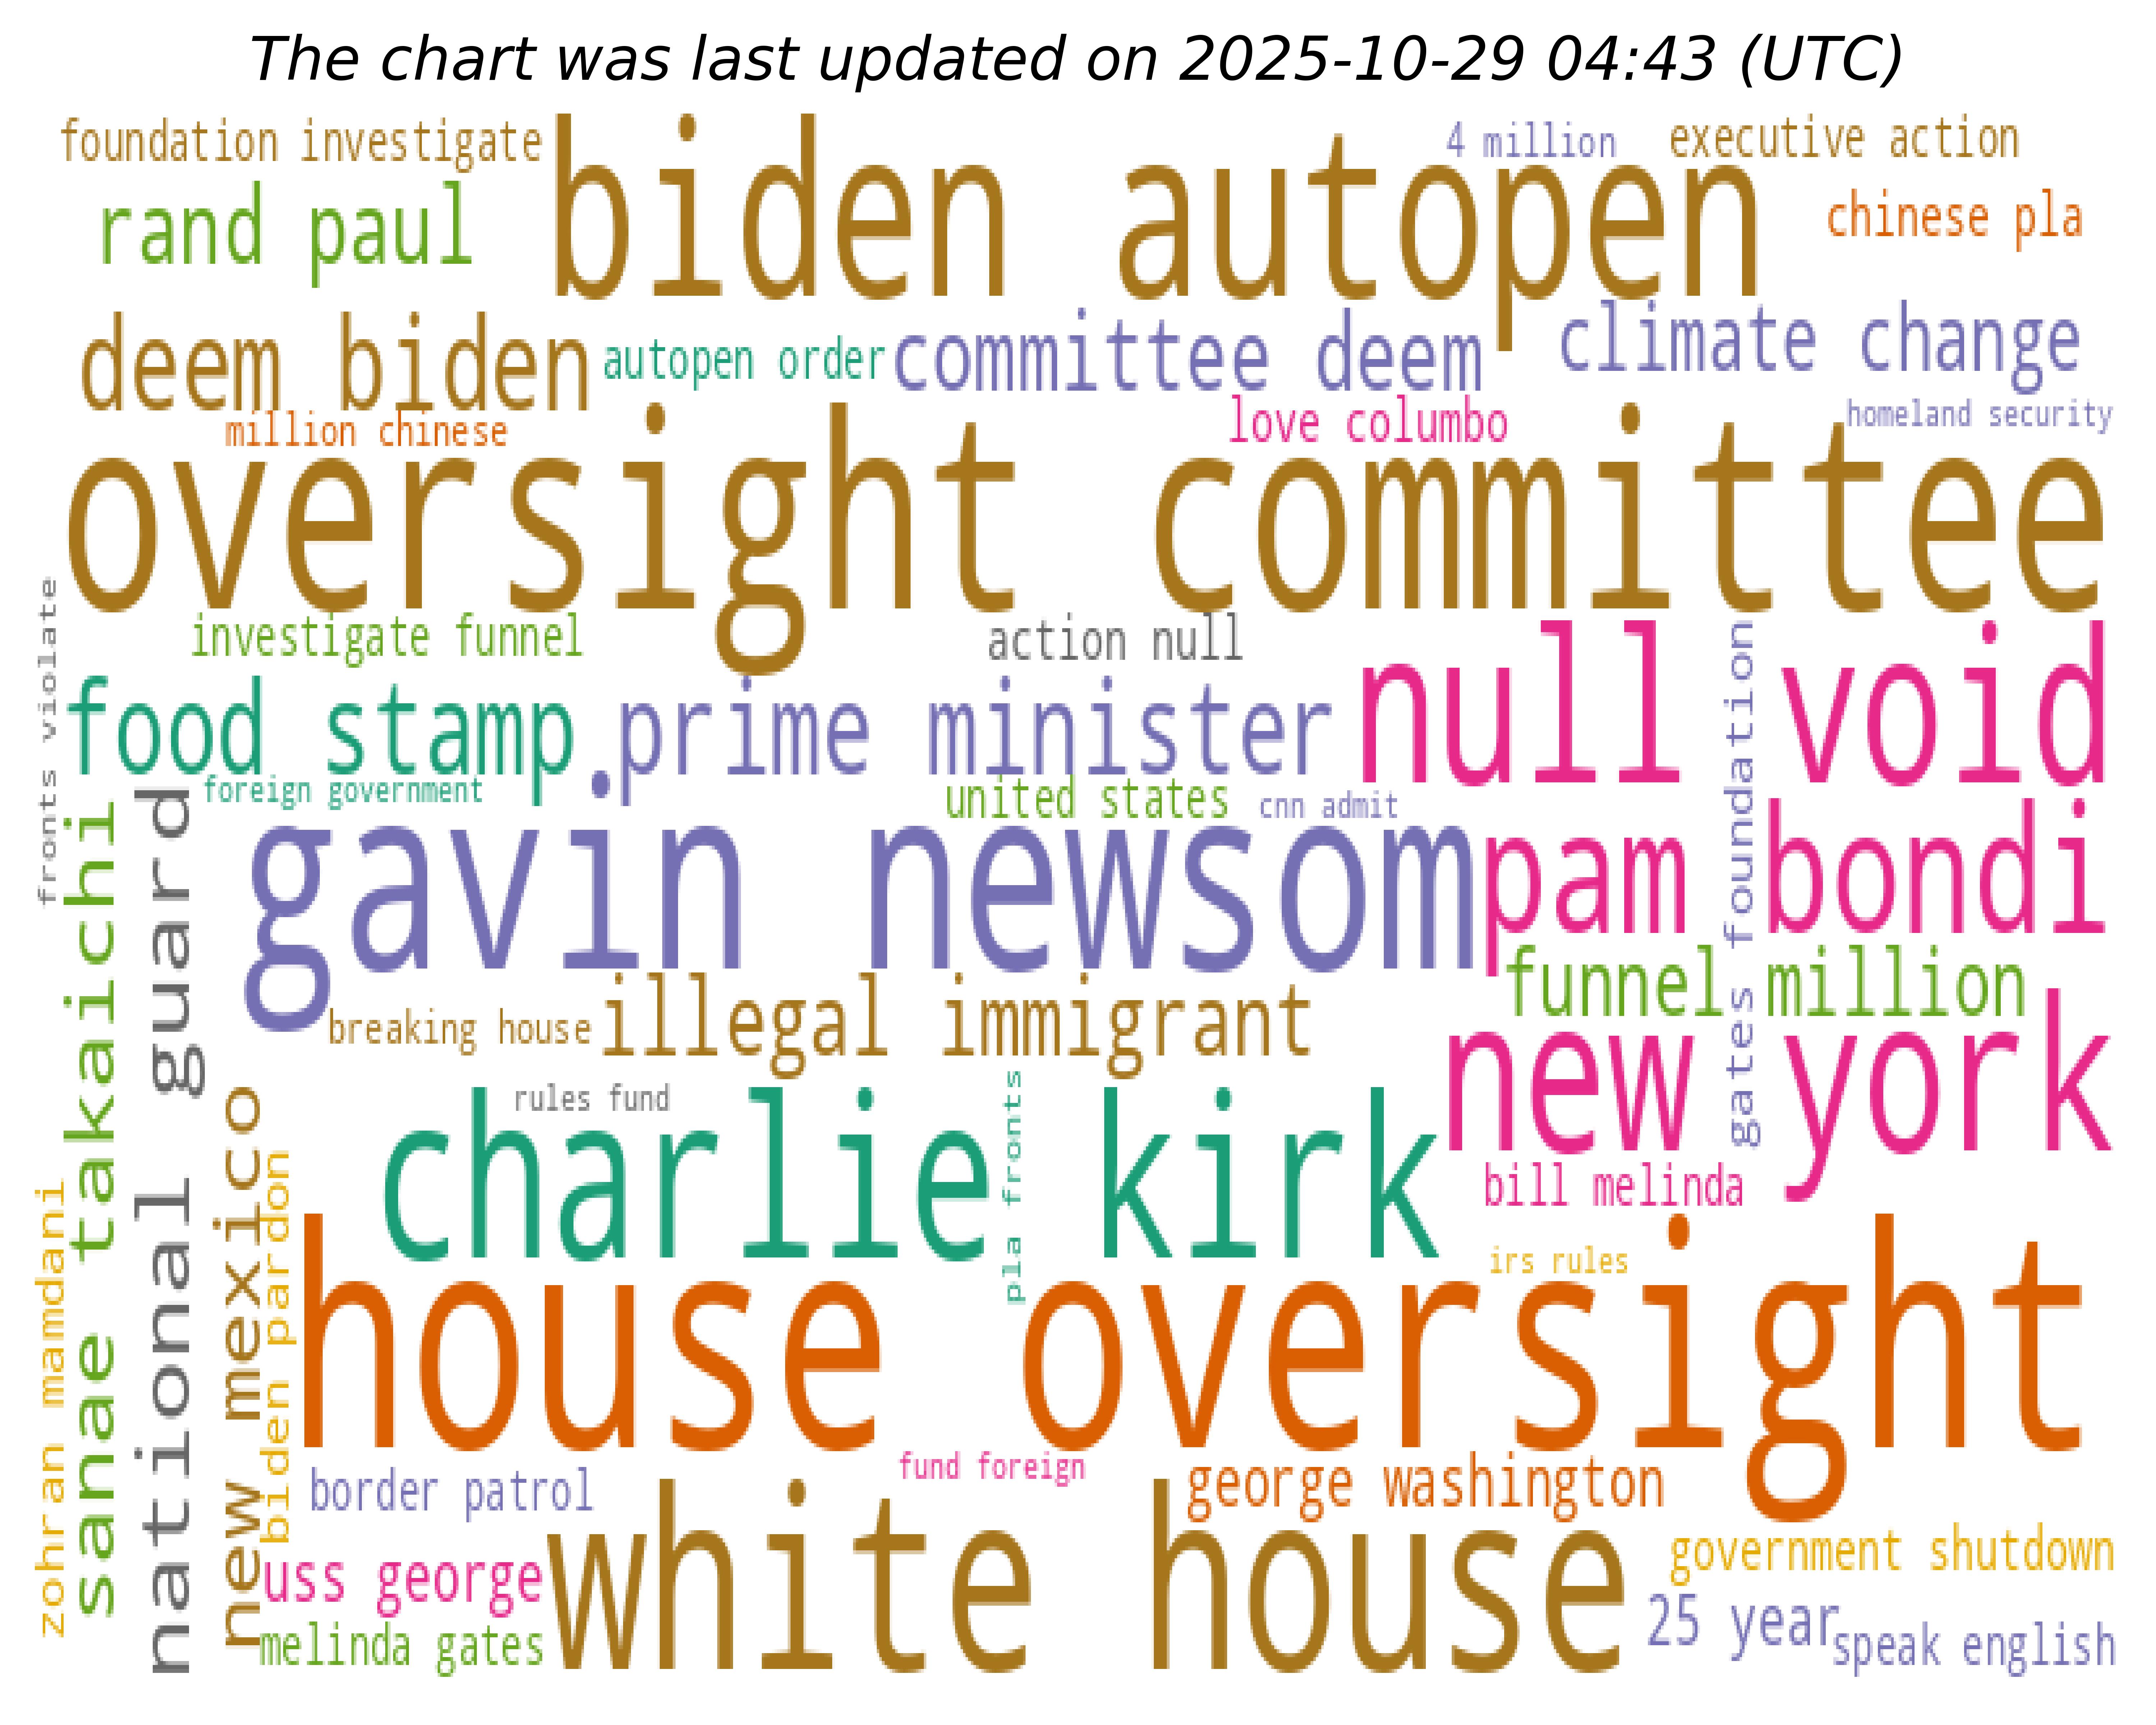 The chart was last updated on 2025-10-29 04:43 (UTC)
foundation investigate
biden autopen
4 million
executive action
rand paul
chinese pla
deem biden
autopen order
committee deem
climate change
million chinese
love columbo
homeland security
oversight committee
fronts violate
investigate funnel
action null
null void
gates foundation
food stamp
prime minister
foreign government
united states
cnn admit
sanae takaichi
national guard
gavin newsom
pam bondi
funnel million
breaking house
illegal immigrant
new york
rules fund
charlie kirk
pla fronts
bill melinda
zohran mamdani
new mexico
biden pardon
house oversight
irs rules
border patrol
fund foreign
george washington
white house
government shutdown
uss george
25 year
speak english
melinda gates